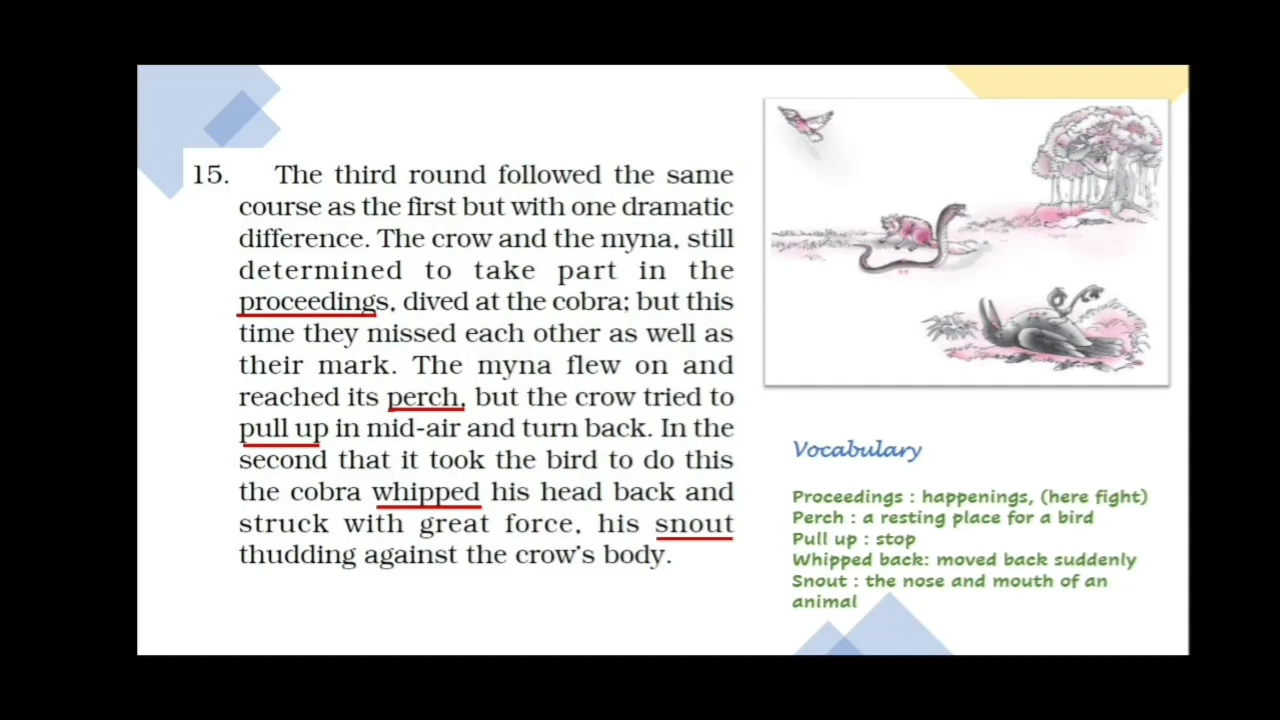 15. The third round followed the same
course as the first but with one dramatic
difference. The crow and the myna, still
determined to take part in the
proceedings, dived at the cobra; but this
time they missed each other as well as
their mark. The myna flew on and
reached its perch, but the crow tried to
pull up in mid-air and turn back. In the
second that it took the bird to do this
the cobra whipped his head back and
struck with great force, his snout
thudding against the crow's body.
Vocabulary
Proceedings : happenings, (here fight)
Perch : a resting place for a bird
Pull up : stop
Whipped back: moved back suddenly
Snout : the nose and mouth of an
animal